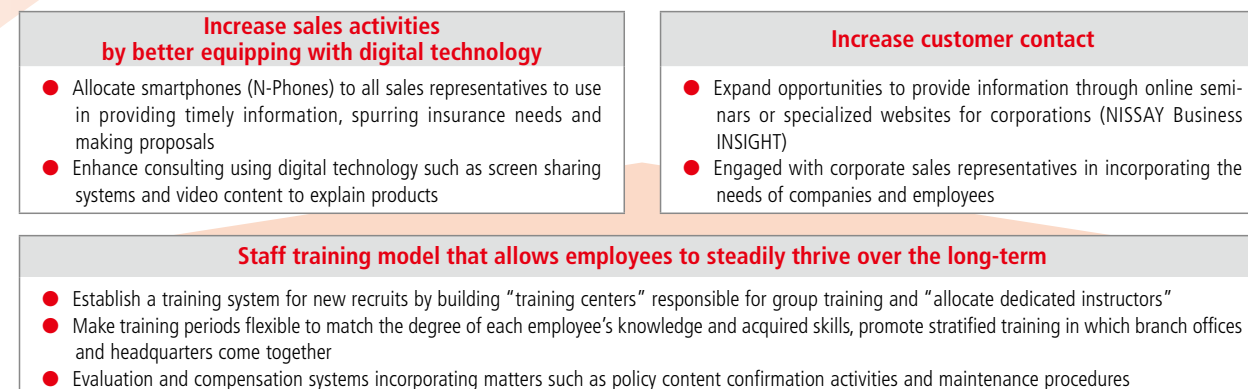 Increase sales activities
by better equipping with digital technology
● Allocate smartphones (N-Phones) to all sales representatives to use
in providing timely information, spurring insurance needs and
making proposals
● Enhance consulting using digital technology such as screen sharing
systems and video content to explain products
Increase customer contact
● Expand opportunities to provide information through online semi-
nars or specialized websites for corporations (NISSAY Business
INSIGHT)
● Engaged with corporate sales representatives in incorporating the
needs of companies and employees
Staff training model that allows employees to steadily thrive over the long-term
● Establish a training system for new recruits by building “training centers” responsible for group training and “allocate dedicated instructors”
● Make training periods flexible to match the degree of each employee’s knowledge and acquired skills, promote stratified training in which branch offices
and headquarters come together
● Evaluation and compensation systems incorporating matters such as policy content confirmation activities and maintenance procedures